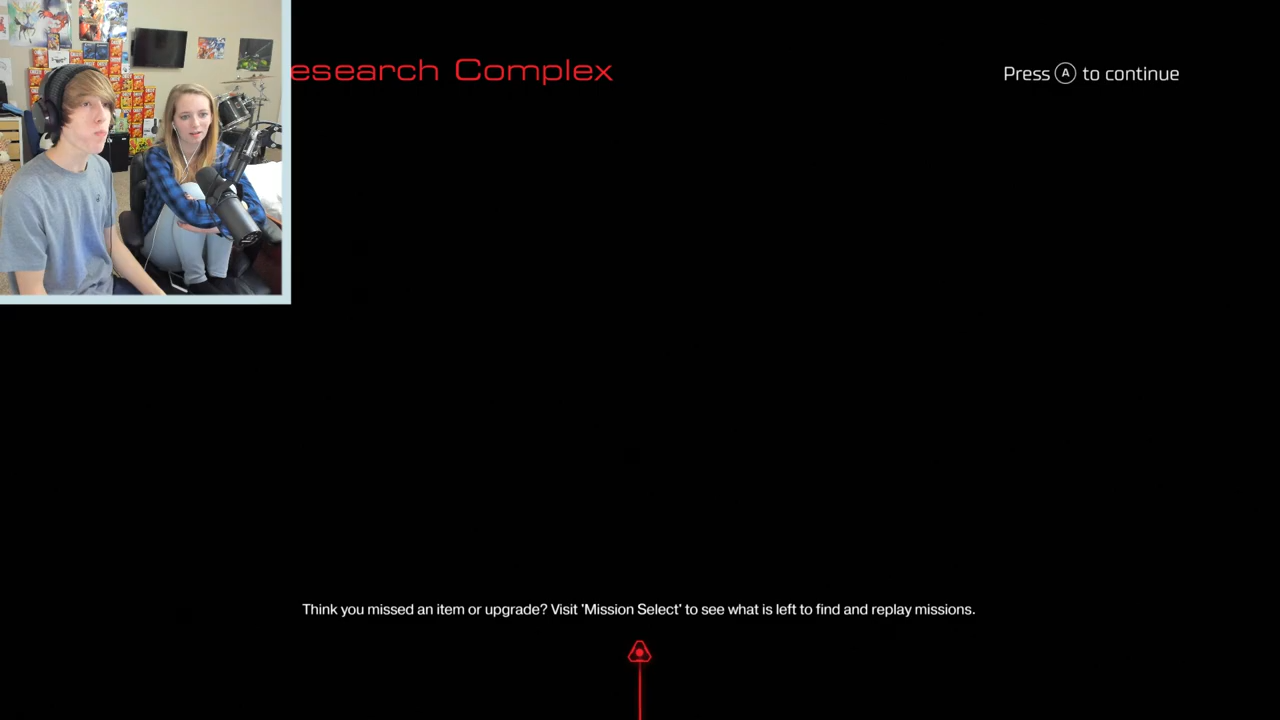 esearch Complex
Press A to continue
Think you missed an item or upgrade? Visit 'Mission Select' to see what is left to find and replay missions.